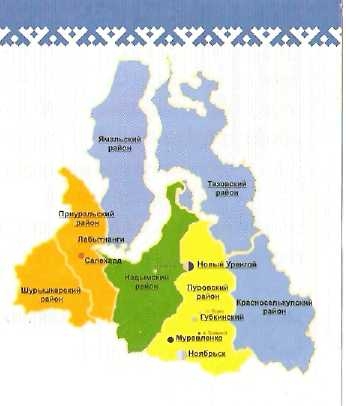 Ямальский
район
Тазовский
район
Приуральский
район
Лабытнанги
Салехард
Новый Уренгой
Надымский
район
Шурышкарский
район
Пуровский
район
Красноселькупский
район
Губкинский
Муравленко
Ноябрьск